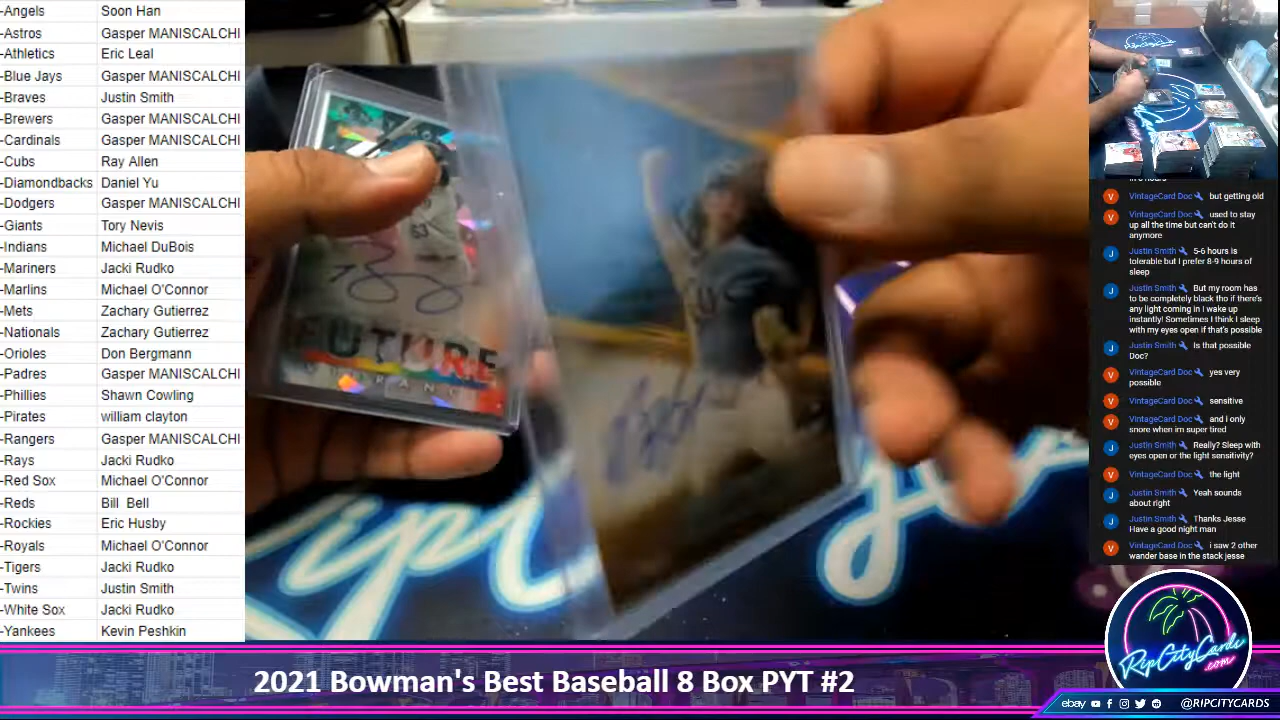 -Angels Soon Han
-Astros Gasper MANISCALCHI
-Athletics Eric Leal
-Blue Jays Gasper MANISCALCHI
-Braves Justin Smith
-Brewers Gasper MANISCALCHI
-Cardinals Gasper MANISCALCHI
-Cubs Ray Allen
-Diamondbacks Daniel Yu
-Dodgers Gasper MANISCALCHI
-Giants Tory Nevis
-Indians Michael DuBois
-Mariners Jacki Rudko
-Marlins Michael O'Connor
-Mets Zachary Gutierrez
-Nationals Zachary Gutierrez
-Orioles Don Bergmann
-Padres Gasper MANISCALCHI
-Phillies Shawn Cowling
-Pirates william clayton
-Rangers Gasper MANISCALCHI
-Rays Jacki Rudko
-Red Sox Michael O'Connor
-Reds Bill Bell
-Rockies Eric Husby
-Royals Michael O'Connor
-Tigers Jacki Rudko
-Twins Justin Smith
-White Sox Jacki Rudko
-Yankees Kevin Peshkin
UTURE
VintageCard Doc but getting old
VintageCard Doc used to stay
up all the time but can't do it
anymore
Justin Smith 5-6 hours is
tolerable but I prefer 8-9 hours of
sleep
Justin Smith But my room has
to be completely black tho if there's
any light coming in I wake up
instantly! Sometimes I think I sleep
with my eyes open if that's possible
Justin Smith Is that possible
Doc?
VintageCard Doc yes very
possible
VintageCard Doc sensitive
VintageCard Doc and i only
snore when im super tired
Justin Smith Really? Sleep with
eyes open or the light sensitivity?
VintageCard Doc the light
Justin Smith Yeah sounds
about right
Justin Smith Thanks Jesse
Have a good night man
VintageCard Doc i saw 2 other
wander base in the stack jesse
RipCityCards
.com
2021 Bowman's Best Baseball 8 Box PYT #2
ebay @RIPCITYCARDS